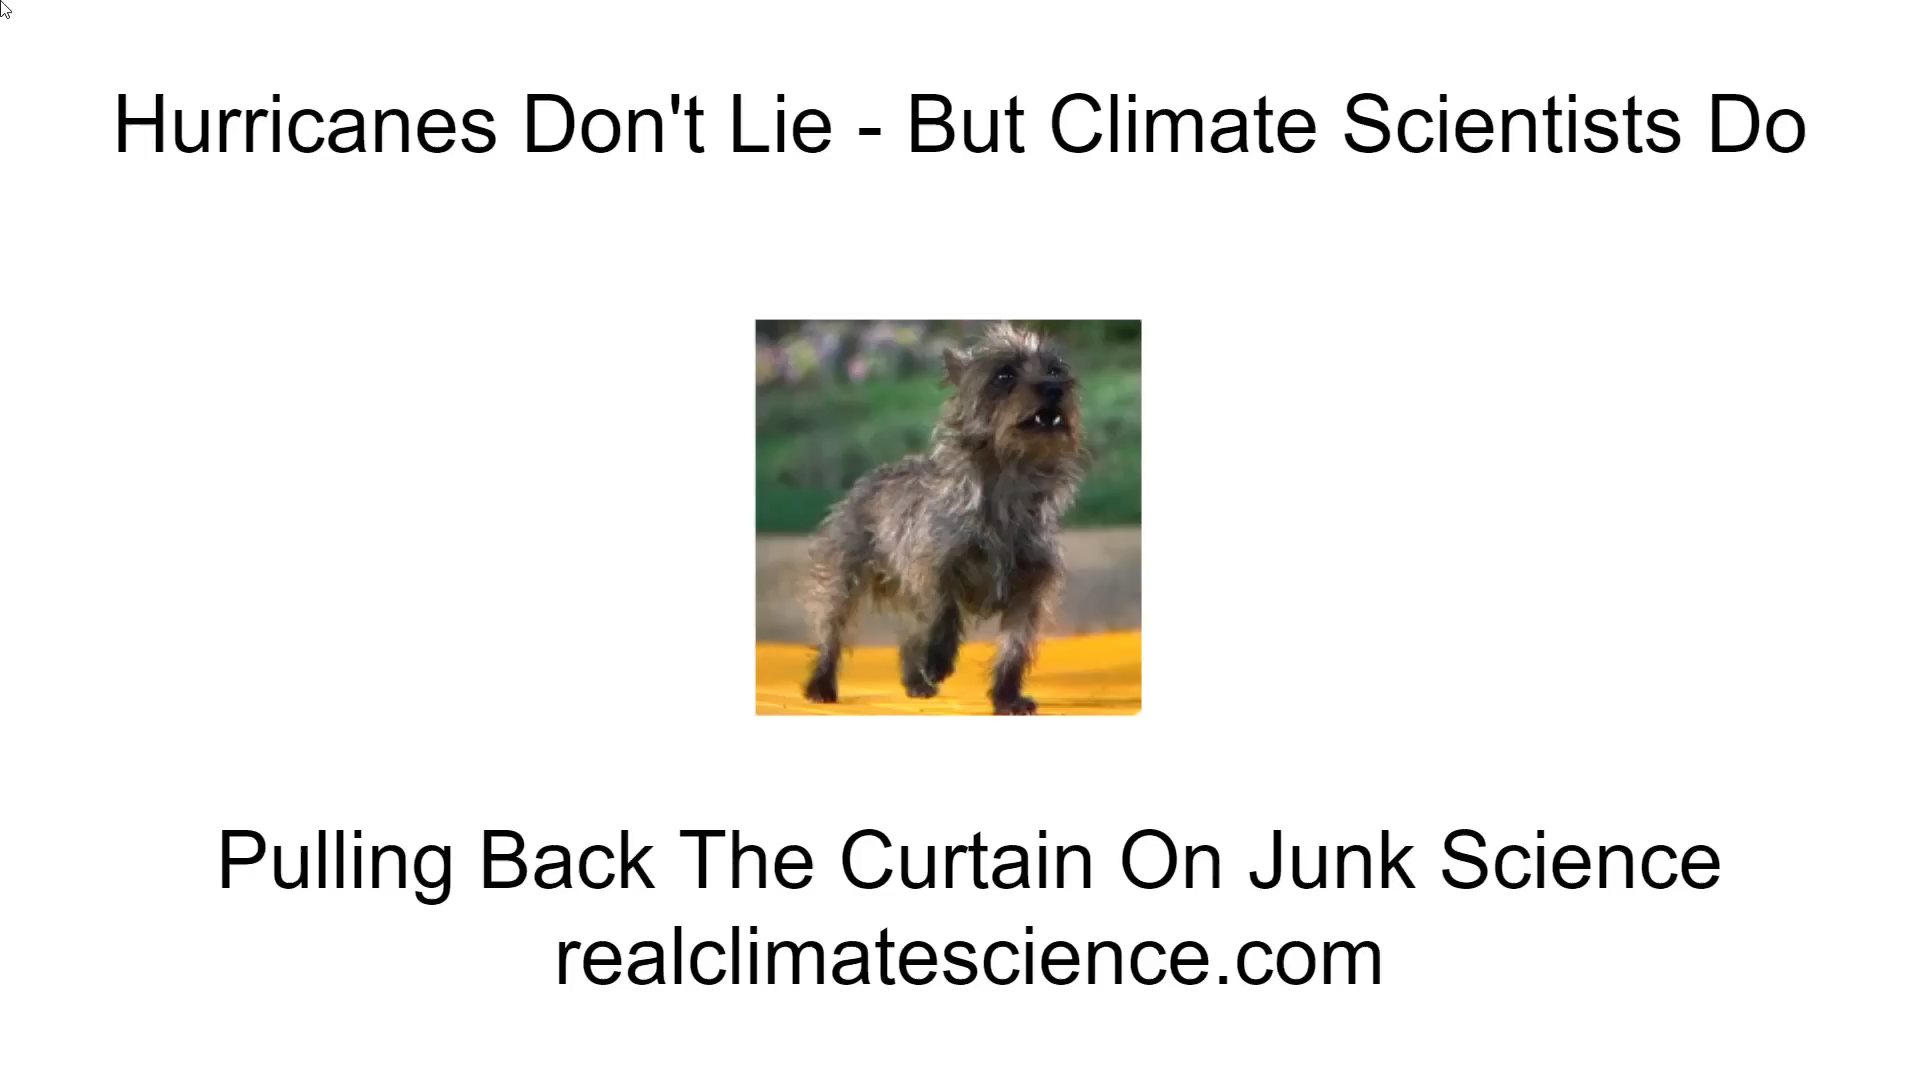 Hurricanes Don't Lie - But Climate Scientists Do
Pulling Back The Curtain On Junk Science
realclimatescience.com